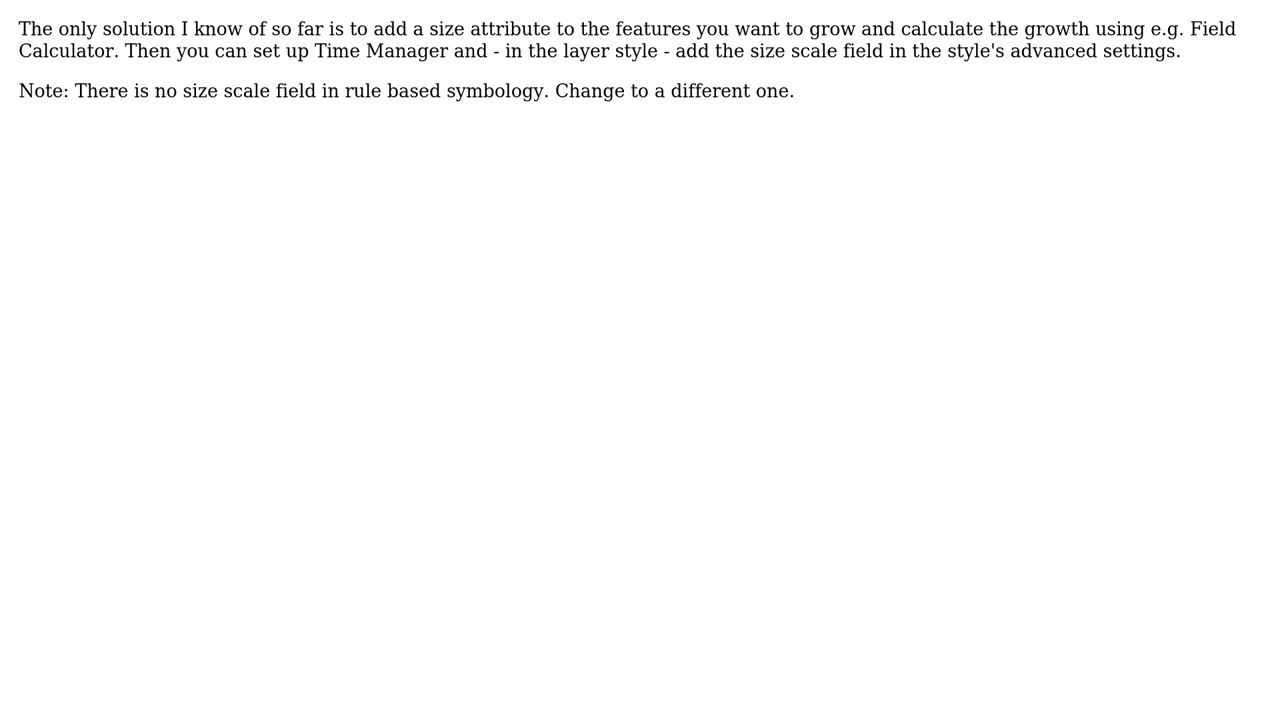 The only solution I know of so far is to add a size attribute to the features you want to grow and calculate the growth using e.g. Field
Calculator. Then you can set up Time Manager and - in the layer style - add the size scale field in the style's advanced settings.
Note: There is no size scale field in rule based symbology. Change to a different one.